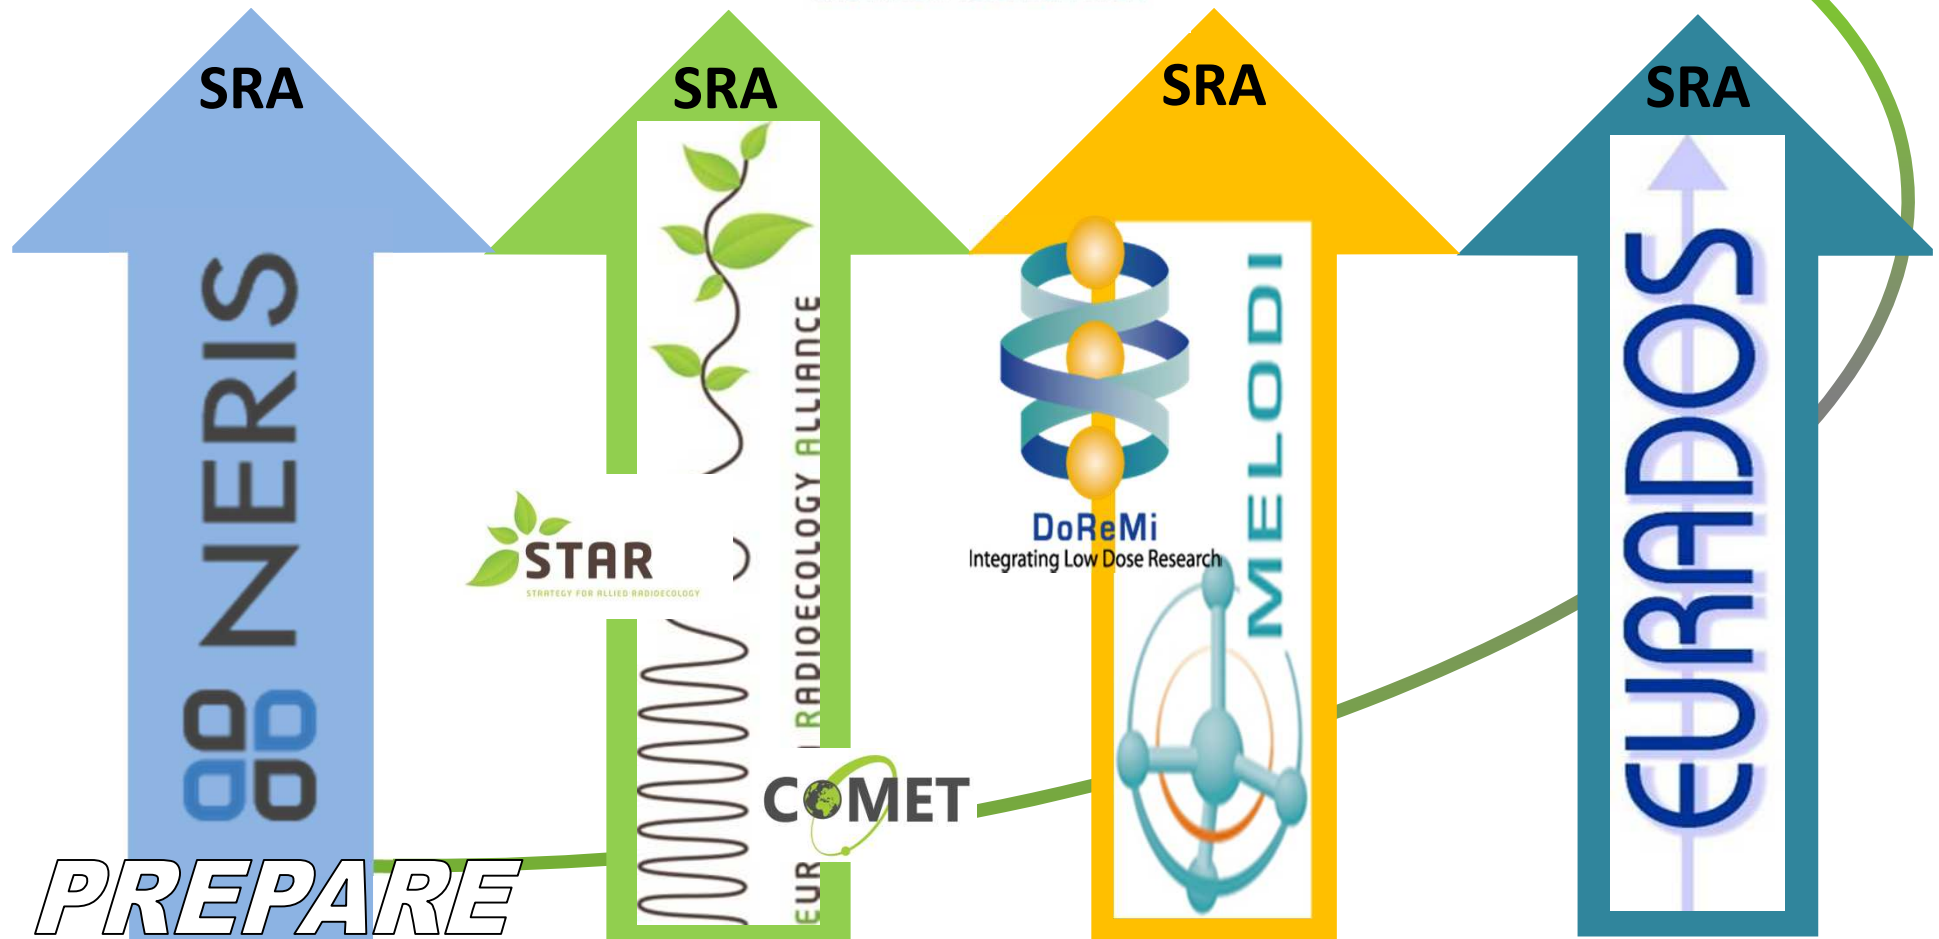 SRA
SRA
SRA
SRA
NERIS
PREPARE
EUR
RADIOECOLOGY ALLIANCE
STAR
STRATEGY FOR ALLIED RADIOECOLOGY
COMET
DoReMi
Integrating Low Dose Research
MELODI
EURADOS